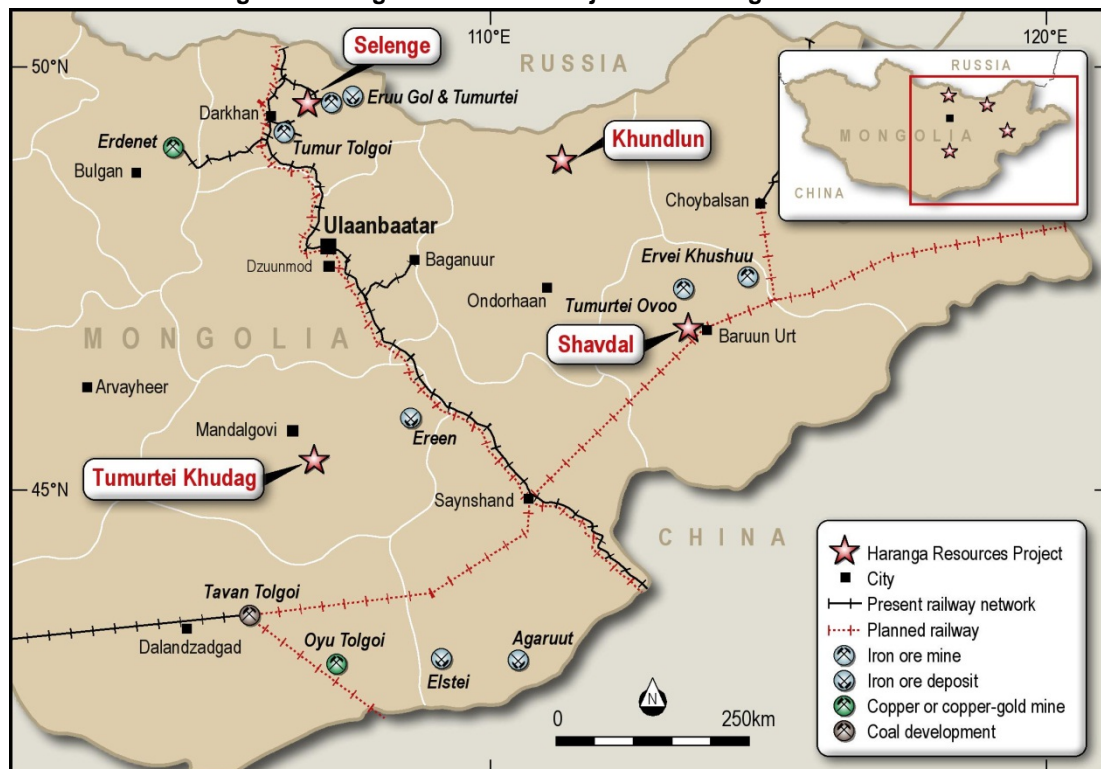 110°E
120°E
50°N
RUSSIA
Selenge
Eruu Gol & Tumurtei
Darkhan
Erdenet
Tumur Tolgoi
Bulgan
Khundlun
RUSSIA
MONGOLIA
CHINA
Choybalsan
Ulaanbaatar
Dzuunmod
Baganuur
Ondorhaan
Ervei Khushuu
Tumurtei Ovoo
Shavdal
Baruun Urt
MONGOLIA
Arvayheer
Mandalgovi
Ereen
Tumurtei Khudag
45°N
Saynshand
CHINA
Tavan Tolgoi
Dalandzadgad
Oyu Tolgoi
Elstei
Agaruut
N
0
250km
Haranga Resources Project
City
Present railway network
Planned railway
Iron ore mine
Iron ore deposit
Copper or copper-gold mine
Coal development